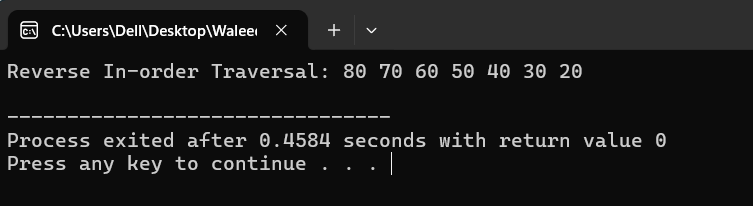 C:\Users\Dell\Desktop\Waleed
Reverse In-order Traversal: 80 70 60 50 40 30 20
--------------------------------
Process exited after 0.4584 seconds with return value 0
Press any key to continue . . .